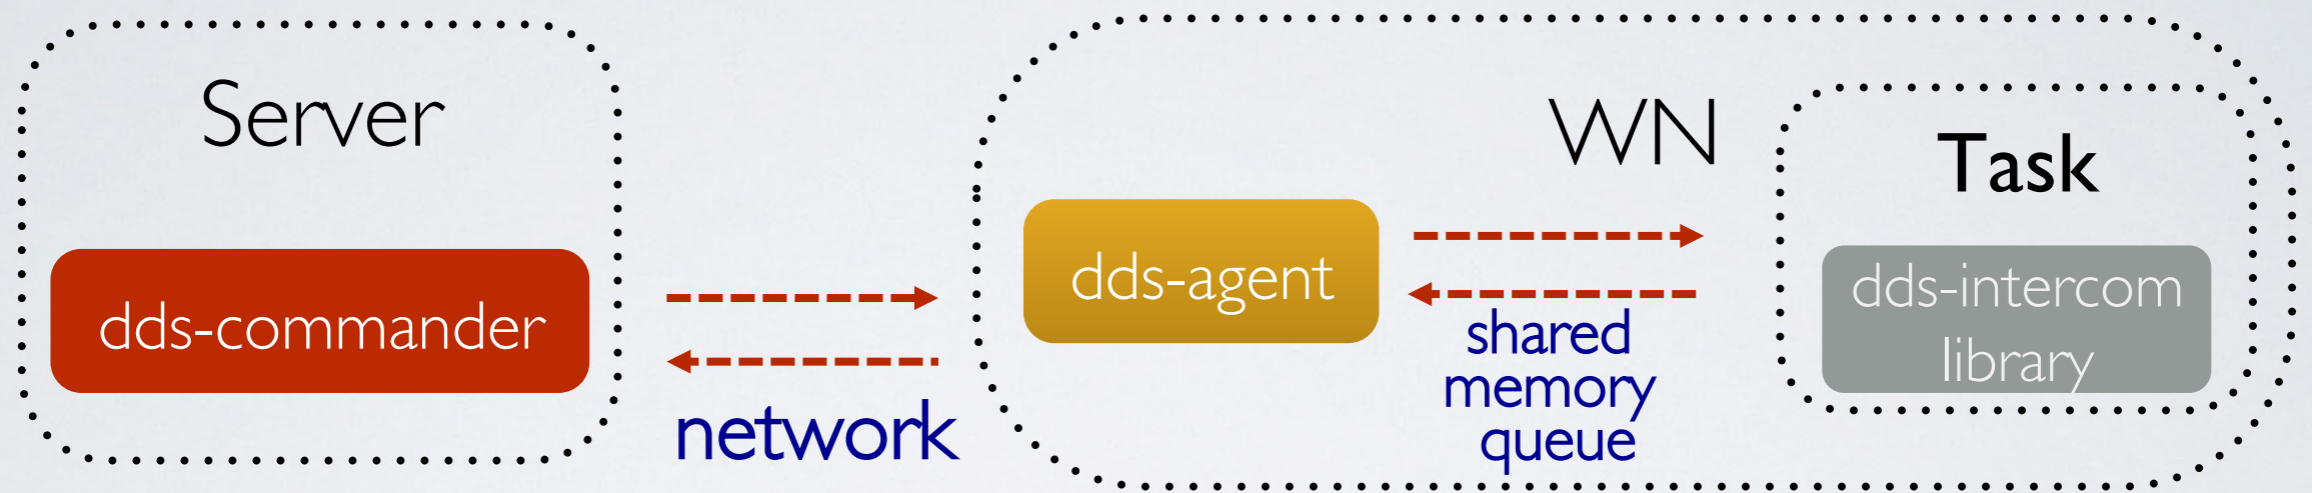 Server
dds-commander
network
WN
dds-agent
shared
memory
queue
Task
dds-intercom
library